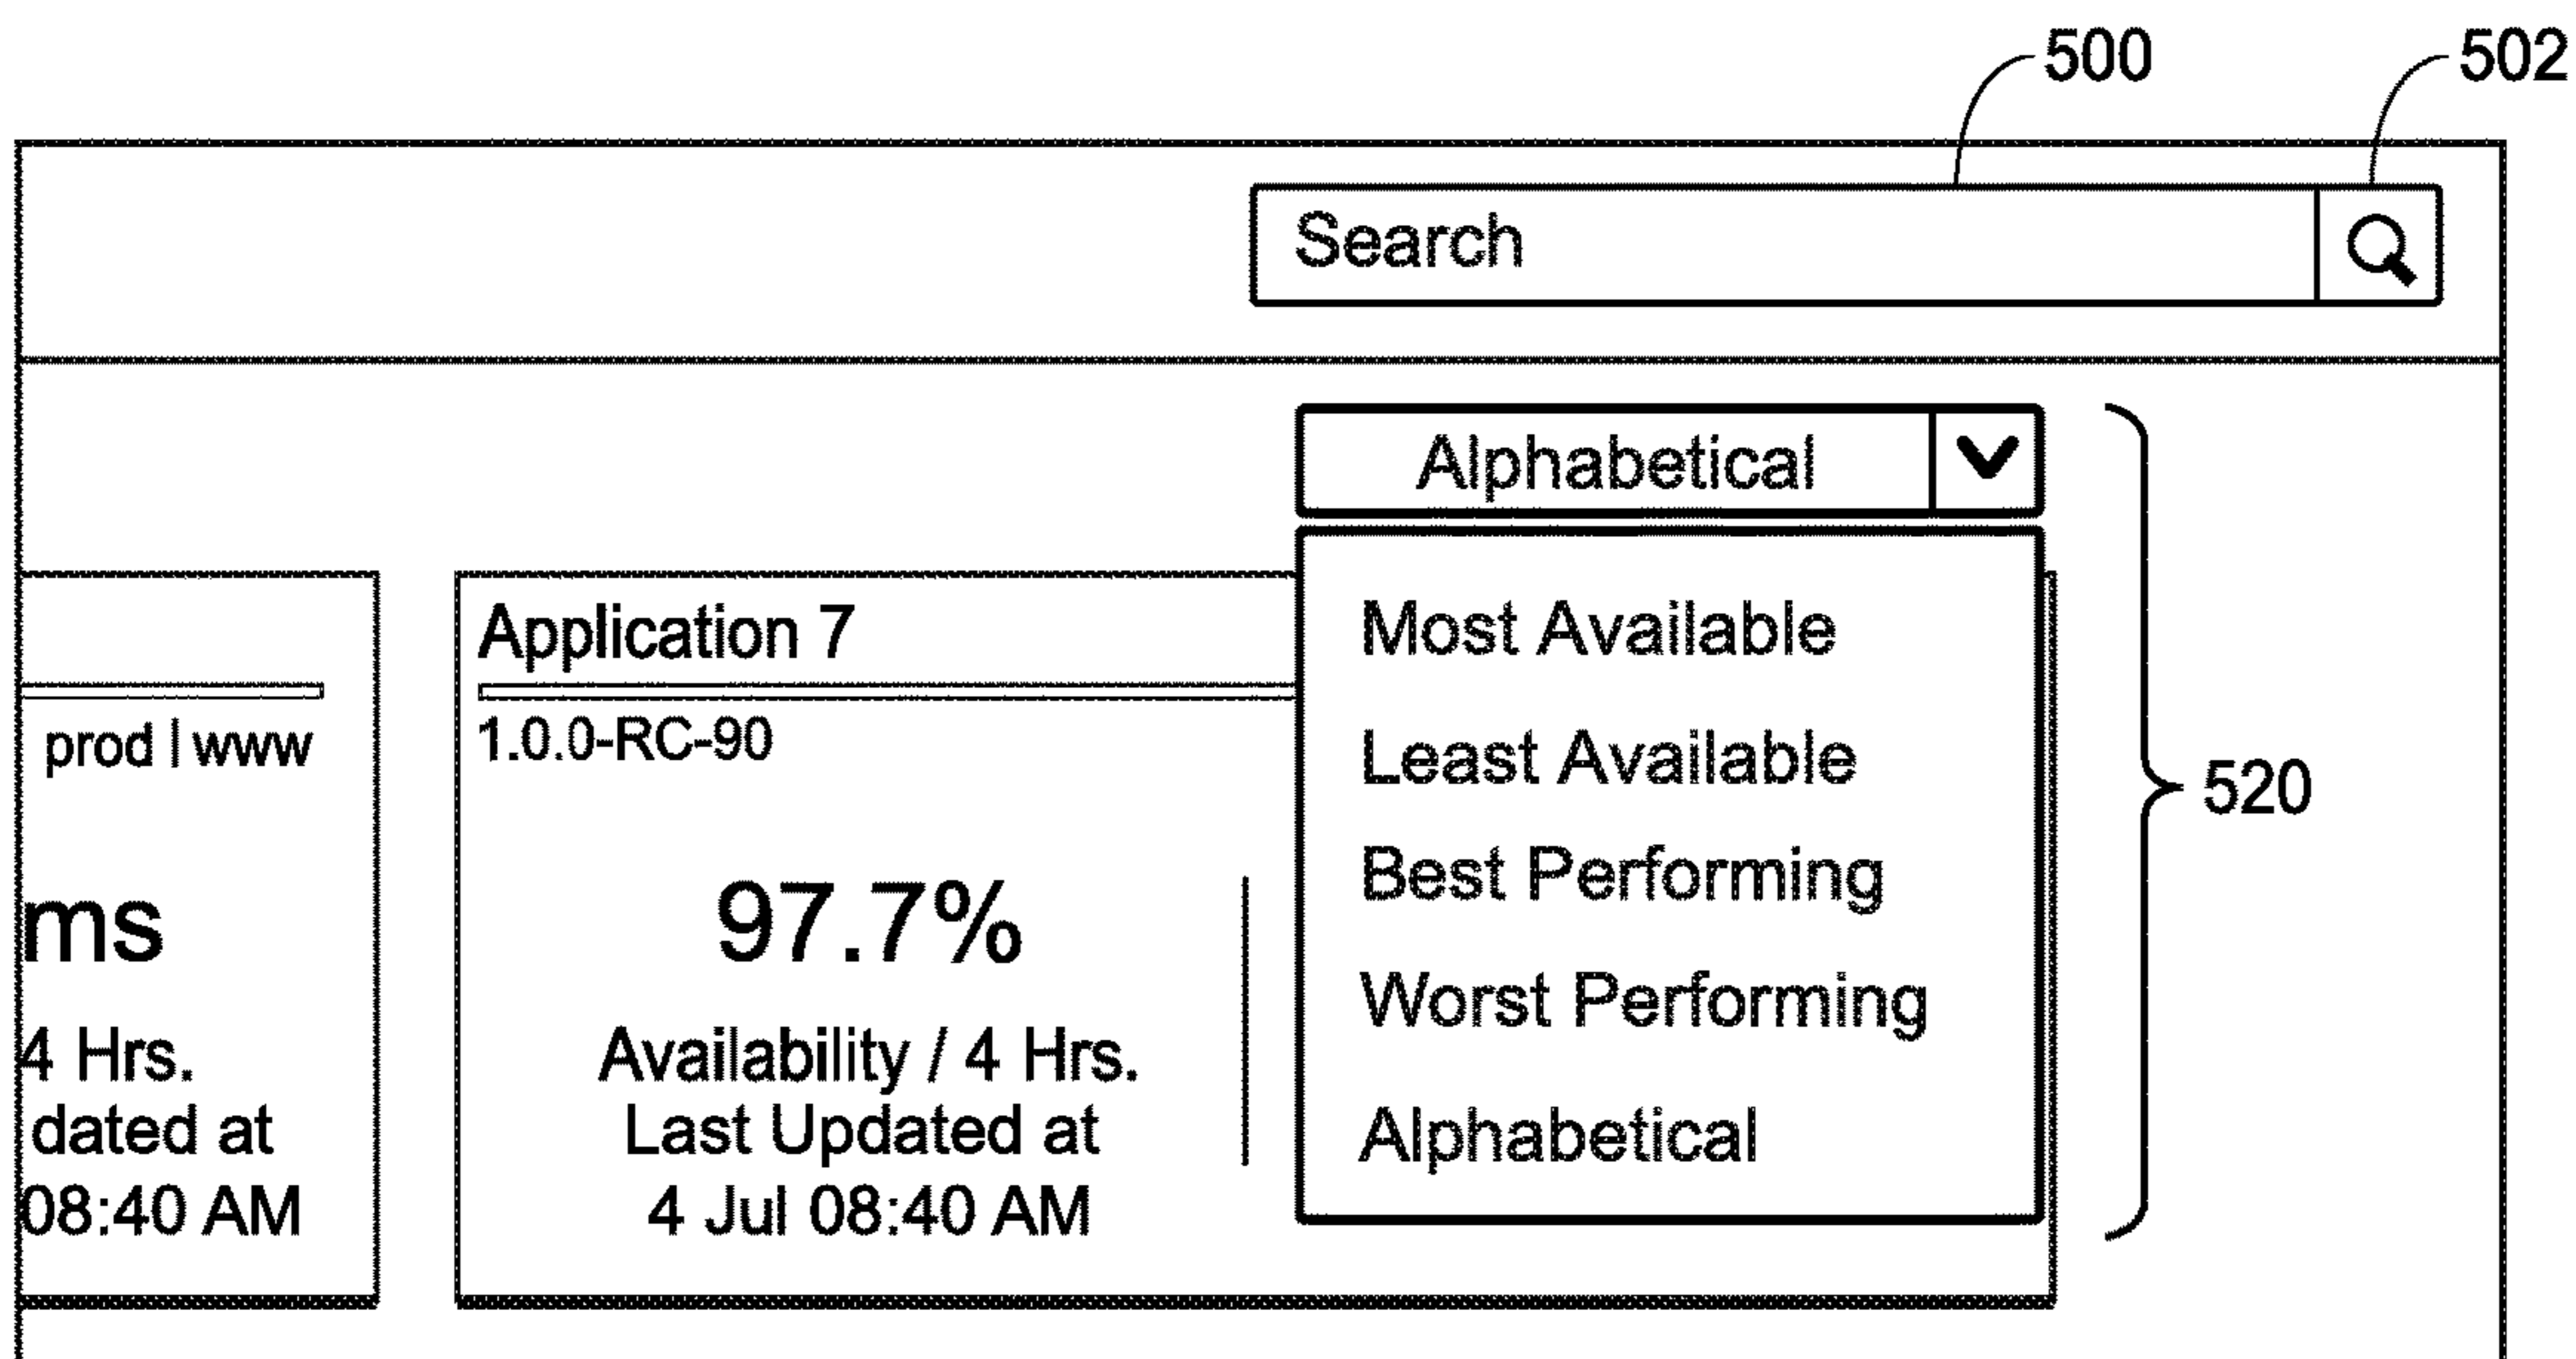 500
502
Search
Alphabetical
Most Available
Least Available
Best Performing
Worst Performing
Alphabetical
520
prod | www
ms
4 Hrs.
dated at
08:40 AM
Application 7
1.0.0-RC-90
97.7%
Availability / 4 Hrs.
Last Updated at
4 Jul 08:40 AM